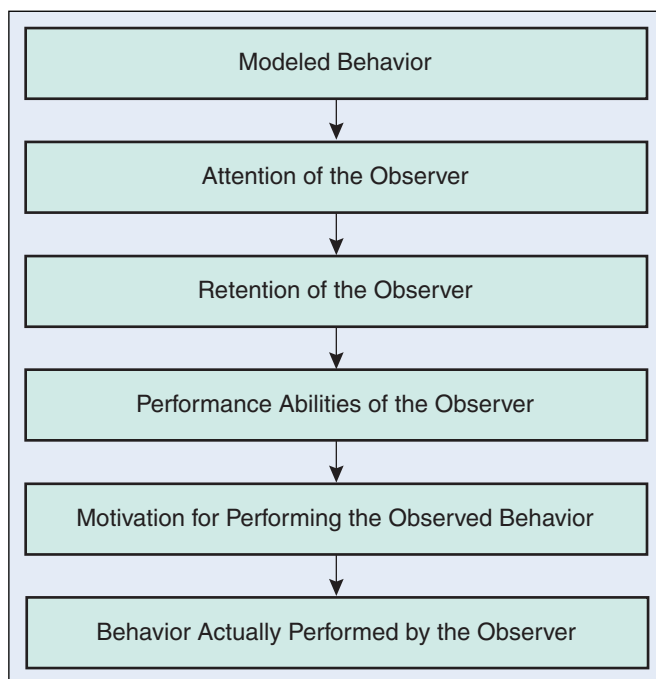 Modeled Behavior
Attention of the Observer
Retention of the Observer
Performance Abilities of the Observer
Motivation for Performing the Observed Behavior
Behavior Actually Performed by the Observer